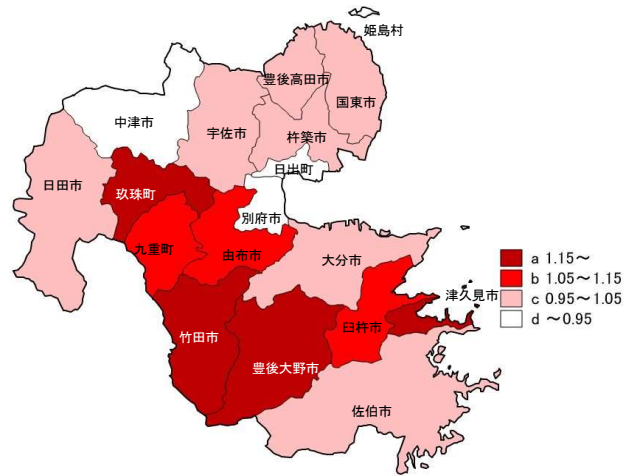 姫島村
豊後高田市
国東市
中津市
宇佐市
杵築市
日出町
日田市
玖珠町
別府市
九重町
由布市
大分市
津久見市
臼杵市
竹田市
豊後大野市
佐伯市
a 1.15～
b 1.05～1.15
c 0.95～1.05
d ～0.95